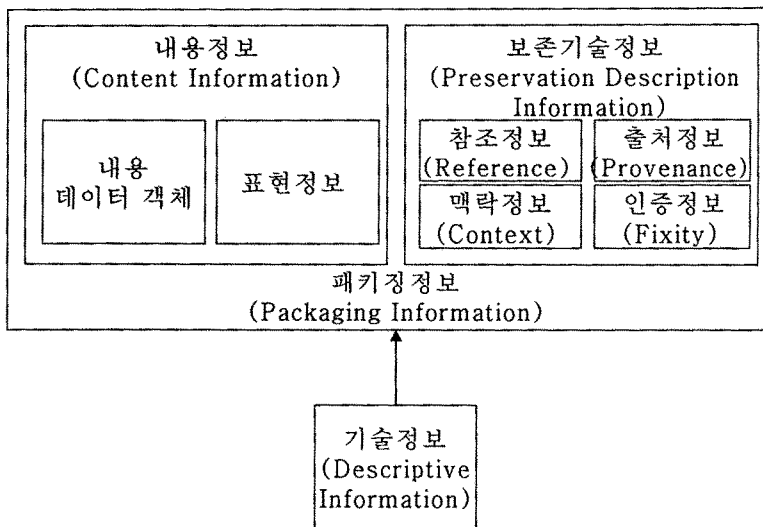 내용정보
(Content Information)
내용
데이터 객체
표현정보
보존기술정보
(Preservation Description
Information)
참조정보
(Reference)
출처정보
(Provenance)
맥락정보
(Context)
인증정보
(Fixity)
패키징정보
(Packaging Information)
기술정보
(Descriptive
Information)